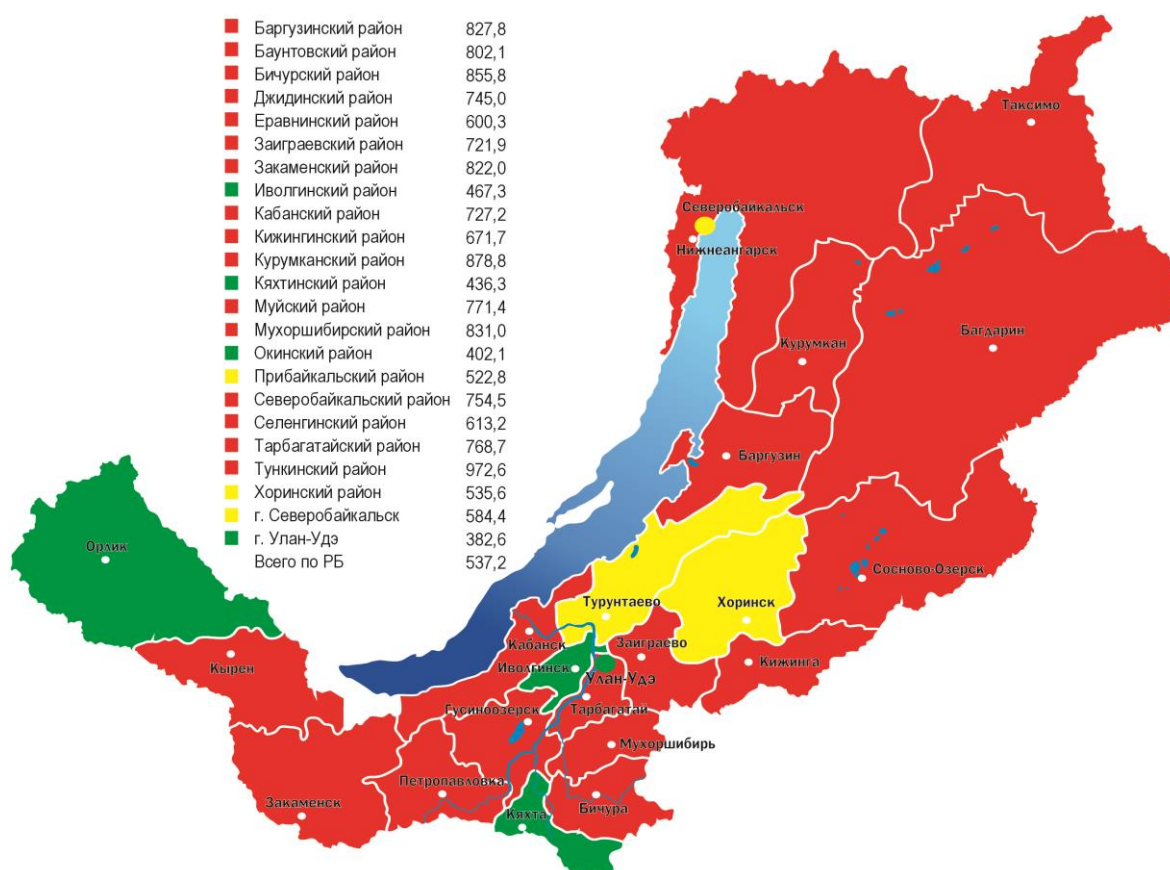 Баргузинский район 827,8
Баунтовский район 802,1
Бичурский район 855,8
Джидинский район 745,0
Еравнинский район 600,3
Заиграевский район 721,9
Закаменский район 822,0
Иволгинский район 467,3
Кабанский район 727,2
Кижингинский район 671,7
Курумканский район 878,8
Кяхтинский район 436,3
Муйский район 771,4
Мухоршибирский район 831,0
Окинский район 402,1
Прибайкальский район 522,8
Северобайкальский район 754,5
Селенгинский район 613,2
Тарбагатайский район 768,7
Тункинский район 972,6
Хоринский район 535,6
г. Северобайкальск 584,4
г. Улан-Удэ 382,6
Всего по РБ 537,2
Таксимо
Северобайкальск
Нижнеангарск
Багдарин
Курумкан
Баргузин
Орлик
Сосново-Озерск
Турунтаево
Хоринск
Кабанск
Заиграево
Кырен
Иволгинск
Кижинга
Улан-Удэ
Гусиноозерск
Тарбагатай
Мухоршибирь
Петропавловка
Закаменск
Бичура
Кяхта